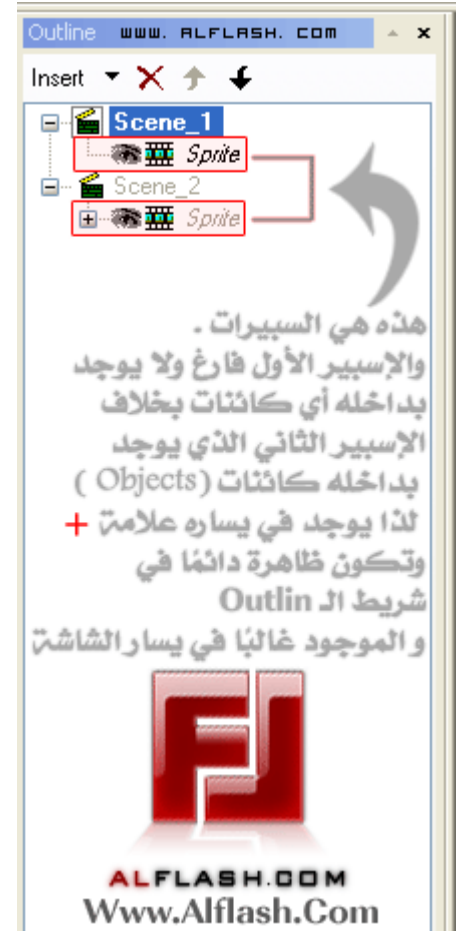 Outline www. ALFLASH. COM
Insert
Scene_1
Sprite
Scene_2
Sprite
هذه هي السبيرات .
والإسبير الأول فارغ ولا يوجد
بداخله أي كائنات بخلاف
الإسبير الثاني الذي يوجد
بداخله كائنات (Objects )
لذا يوجد في يساره علامة +
وتكون ظاهرة دائمًا في
شريط الـ Outlin
و الموجود غالبًا في يسار الشاشة
ALFLASH.COM
Www.Alflash.Com